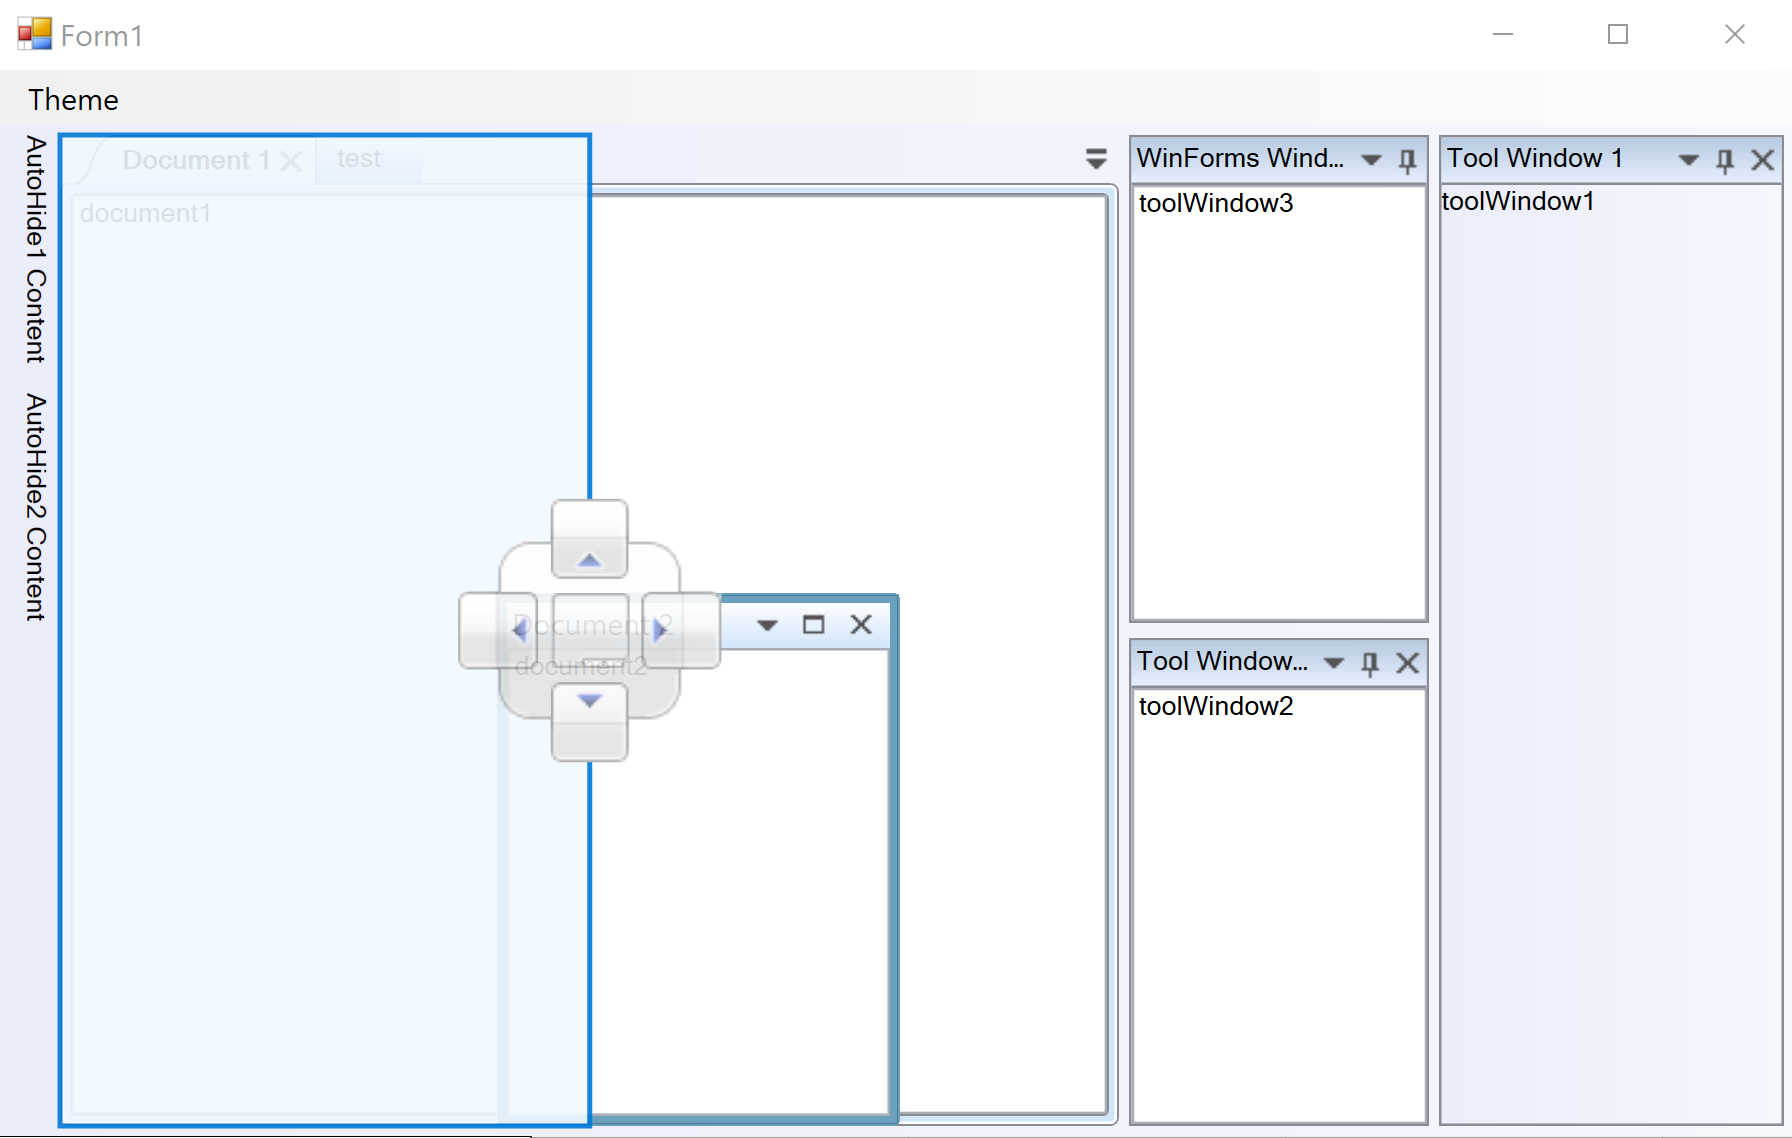 Form1
Theme
AutoHide1 Content
AutoHide2 Content
Document 1
test
document1
Document 2
document2
WinForms Wind...
toolWindow3
Tool Window...
toolWindow2
Tool Window 1
toolWindow1